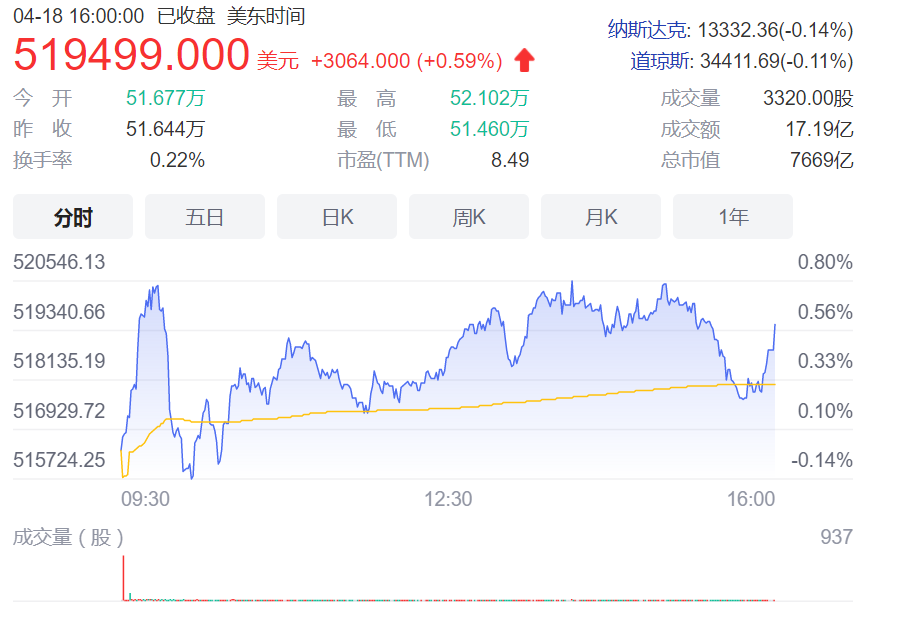 04-18 16:00:00 已收盘 美东时间
519499.000 美元 +3064.000 (+0.59%)
纳斯达克: 13332.36(-0.14%)
道琼斯: 34411.69(-0.11%)
今 开 51.677万 最 高 52.102万 成交量 3320.00股
昨 收 51.644万 最 低 51.460万 成交额 17.19亿
换手率 0.22% 市盈(TTM) 8.49 总市值 7669亿
分时 五日 日K 周K 月K 1年
520546.13 0.80%
519340.66 0.56%
518135.19 0.33%
516929.72 0.10%
515724.25 -0.14%
09:30 12:30 16:00
成交量 ( 股 ) 937